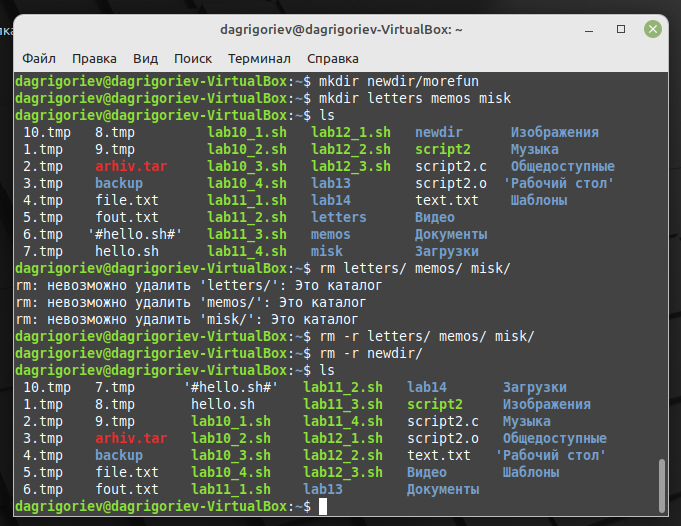 лка
dagrigoriev@dagrigoriev-VirtualBox: ~
Файл Правка Вид Поиск Терминал Справка
dagrigoriev@dagrigoriev-VirtualBox:~$ mkdir newdir/morefun
dagrigoriev@dagrigoriev-VirtualBox:~$ mkdir letters memos misk
dagrigoriev@dagrigoriev-VirtualBox:~$ ls
10.tmp 8.tmp lab10_1.sh lab12_1.sh newdir Изображения
1.tmp 9.tmp lab10_2.sh lab12_2.sh script2 Музыка
2.tmp arhiv.tar lab10_3.sh lab12_3.sh script2.c Общедоступные
3.tmp backup lab10_4.sh lab13 script2.o 'Рабочий стол'
4.tmp file.txt lab11_1.sh lab14 text.txt Шаблоны
5.tmp fout.txt lab11_2.sh letters Видео
6.tmp '#hello.sh#' lab11_3.sh memos Документы
7.tmp hello.sh lab11_4.sh misk Загрузки
dagrigoriev@dagrigoriev-VirtualBox:~$ rm letters/ memos/ misk/
rm: невозможно удалить 'letters/': Это каталог
rm: невозможно удалить 'memos/': Это каталог
rm: невозможно удалить 'misk/': Это каталог
dagrigoriev@dagrigoriev-VirtualBox:~$ rm -r letters/ memos/ misk/
dagrigoriev@dagrigoriev-VirtualBox:~$ rm -r newdir/
dagrigoriev@dagrigoriev-VirtualBox:~$ ls
10.tmp 7.tmp '#hello.sh#' lab11_2.sh lab14 Загрузки
1.tmp 8.tmp hello.sh lab11_3.sh script2 Изображения
2.tmp 9.tmp lab10_1.sh lab11_4.sh script2.c Музыка
3.tmp arhiv.tar lab10_2.sh lab12_1.sh script2.o Общедоступные
4.tmp backup lab10_3.sh lab12_2.sh text.txt 'Рабочий стол'
5.tmp file.txt lab10_4.sh lab12_3.sh Видео Шаблоны
6.tmp fout.txt lab11_1.sh lab13 Документы
dagrigoriev@dagrigoriev-VirtualBox:~$